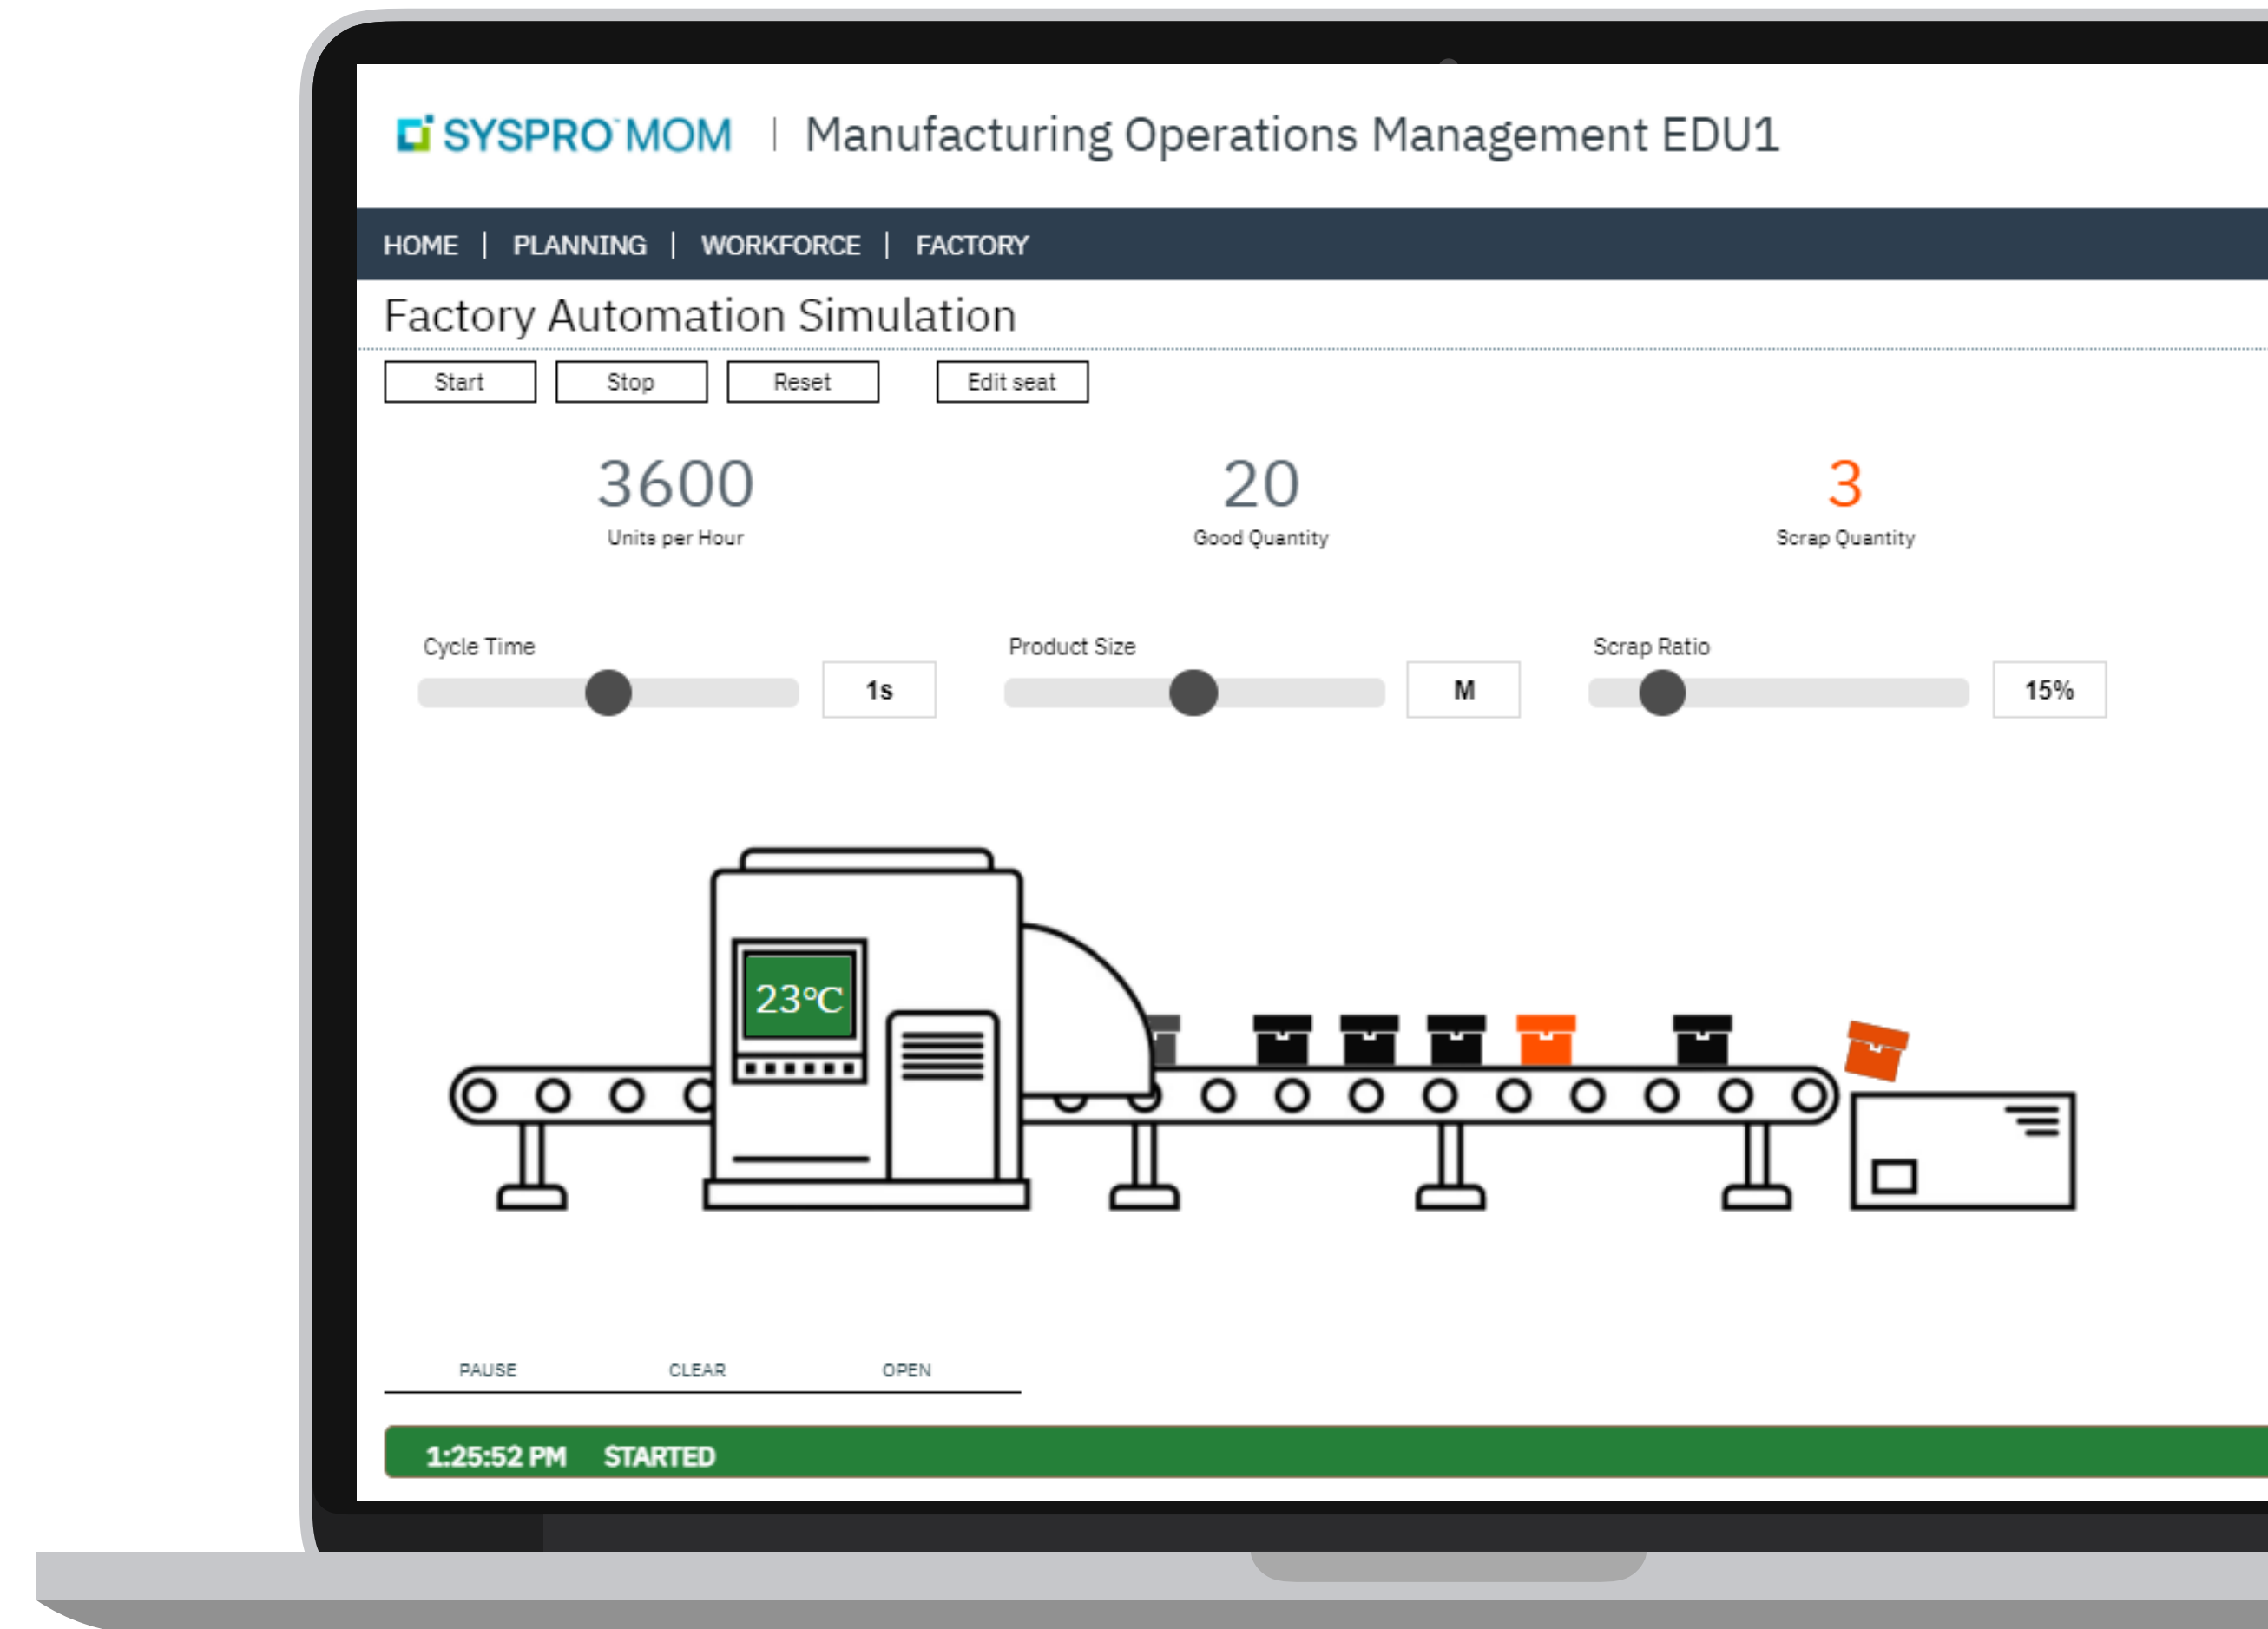 SYSPRO™ MOM | Manufacturing Operations Management EDU1
HOME | PLANNING | WORKFORCE | FACTORY
Factory Automation Simulation
Start Stop Reset Edit seat
3600 20 3
Units per Hour Good Quantity Scrap Quantity
Cycle Time Product Size Scrap Ratio
1s M 15%
23°C
PAUSE CLEAR OPEN
1:25:52 PM STARTED